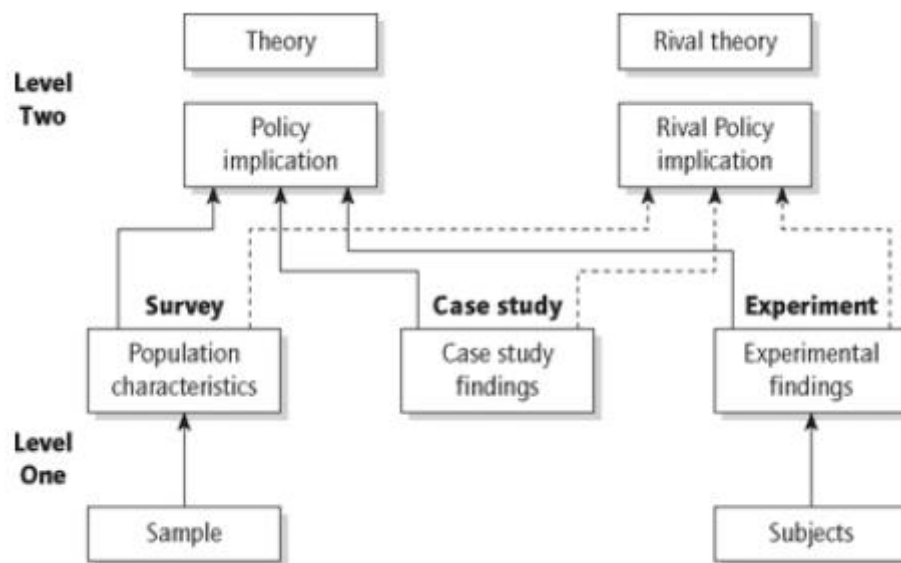 Theory
Rival theory
Level
Two
Policy
implication
Rival Policy
implication
Survey
Case study
Experiment
Population
characteristics
Case study
findings
Experimental
findings
Level
One
Sample
Subjects